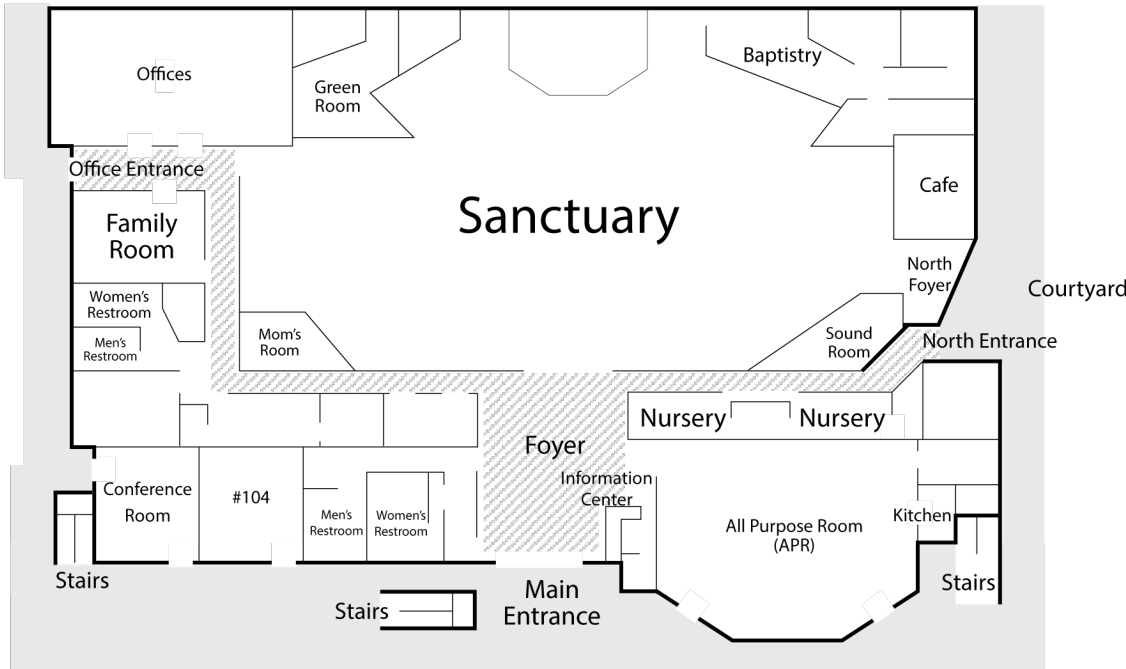 Offices
Green
Room
Baptistry
Office Entrance
Cafe
Family
Room
Sanctuary
North
Foyer
Courtyard
Women's
Restroom
Men's
Restroom
Mom's
Room
Sound
Room
North Entrance
Nursery
Nursery
Foyer
Information
Center
Conference
Room
#104
Men's
Restroom
Women's
Restroom
All Purpose Room
(APR)
Kitchen
Stairs
Main
Entrance
Stairs
Stairs